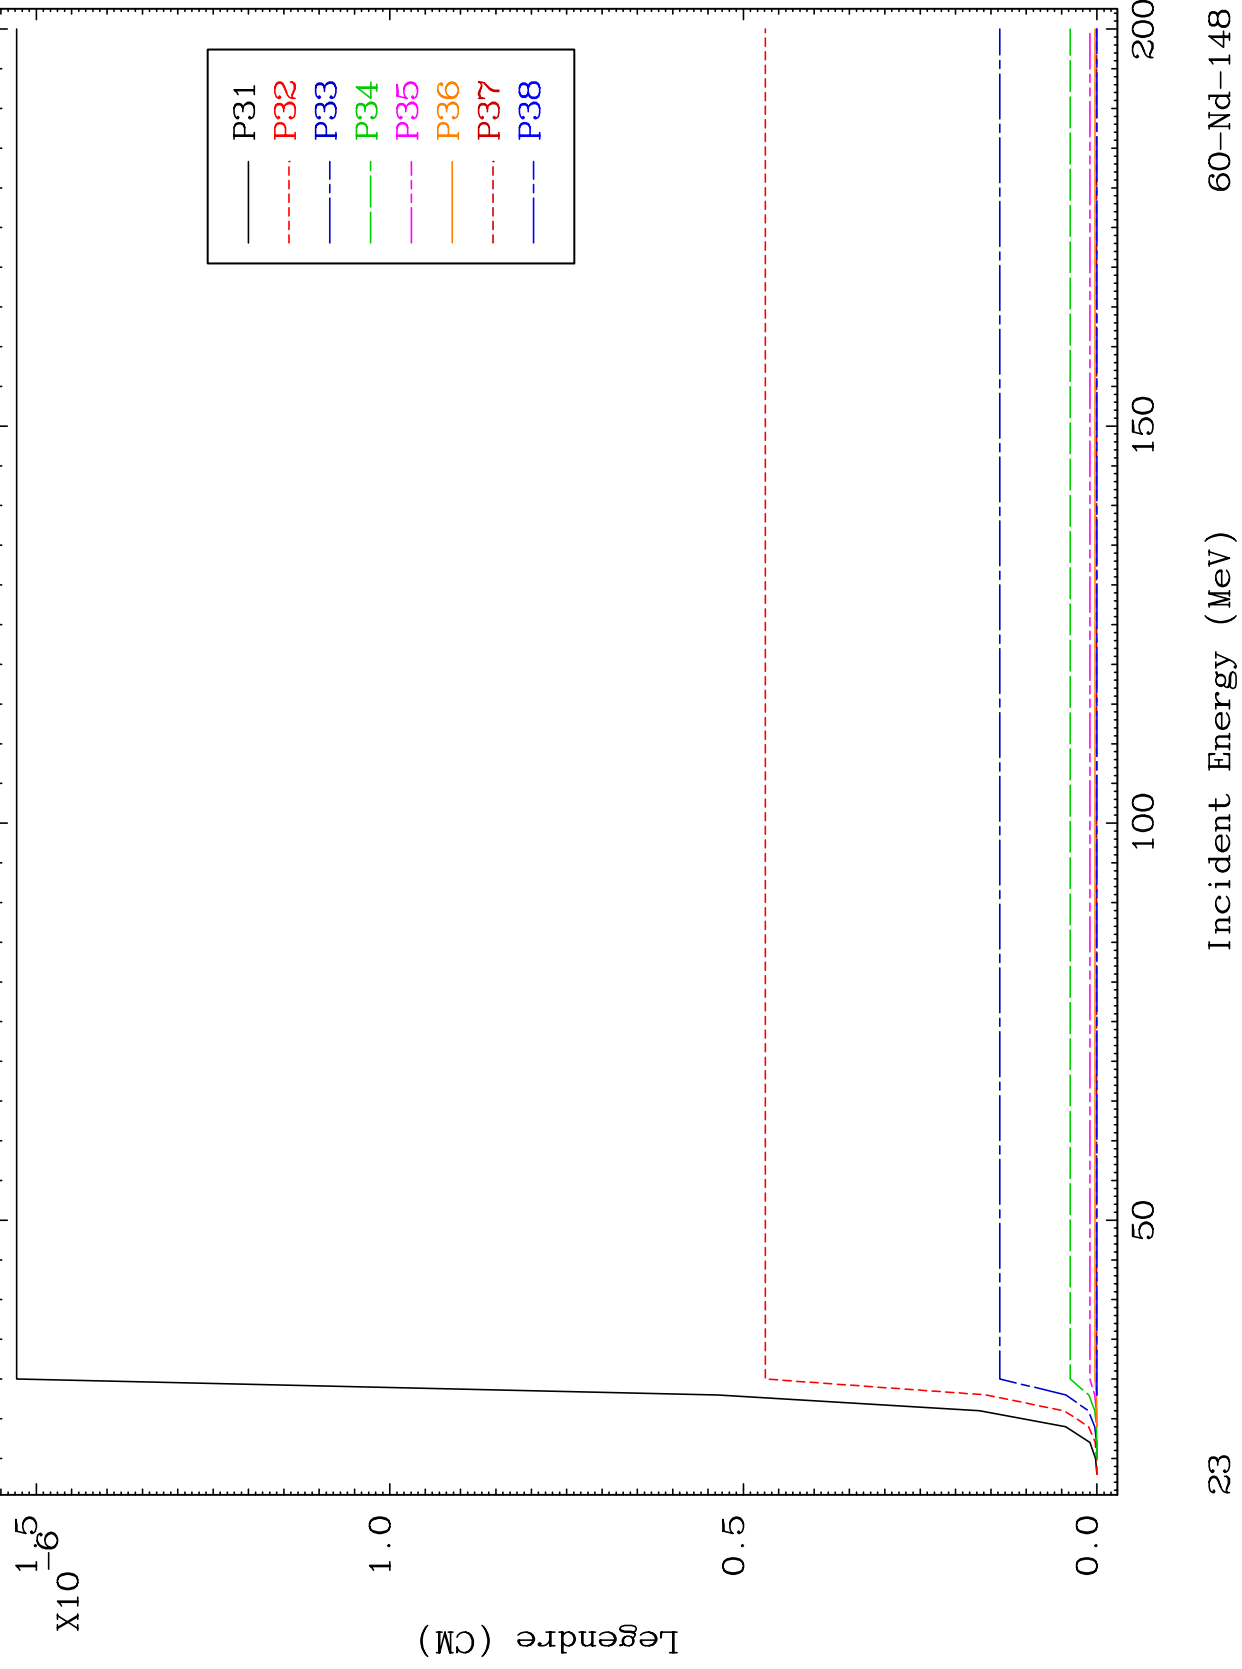 Legendre (CM)
X10-6
1.5
1.0
0.5
0.0
P31
P32
P33
P34
P35
P36
P37
P38
50
100
150
200
23
Incident Energy (MeV)
60-Nd-148